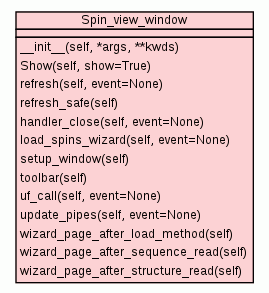 Spin_view_window
__init__(self, *args, **kwds)
Show(self, show=True)
refresh(self, event=None)
refresh_safe(self)
handler_close(self, event=None)
load_spins_wizard(self, event=None)
setup_window(self)
toolbar(self)
uf_call(self, event=None)
update_pipes(self, event=None)
wizard_page_after_load_method(self)
wizard_page_after_sequence_read(self)
wizard_page_after_structure_read(self)